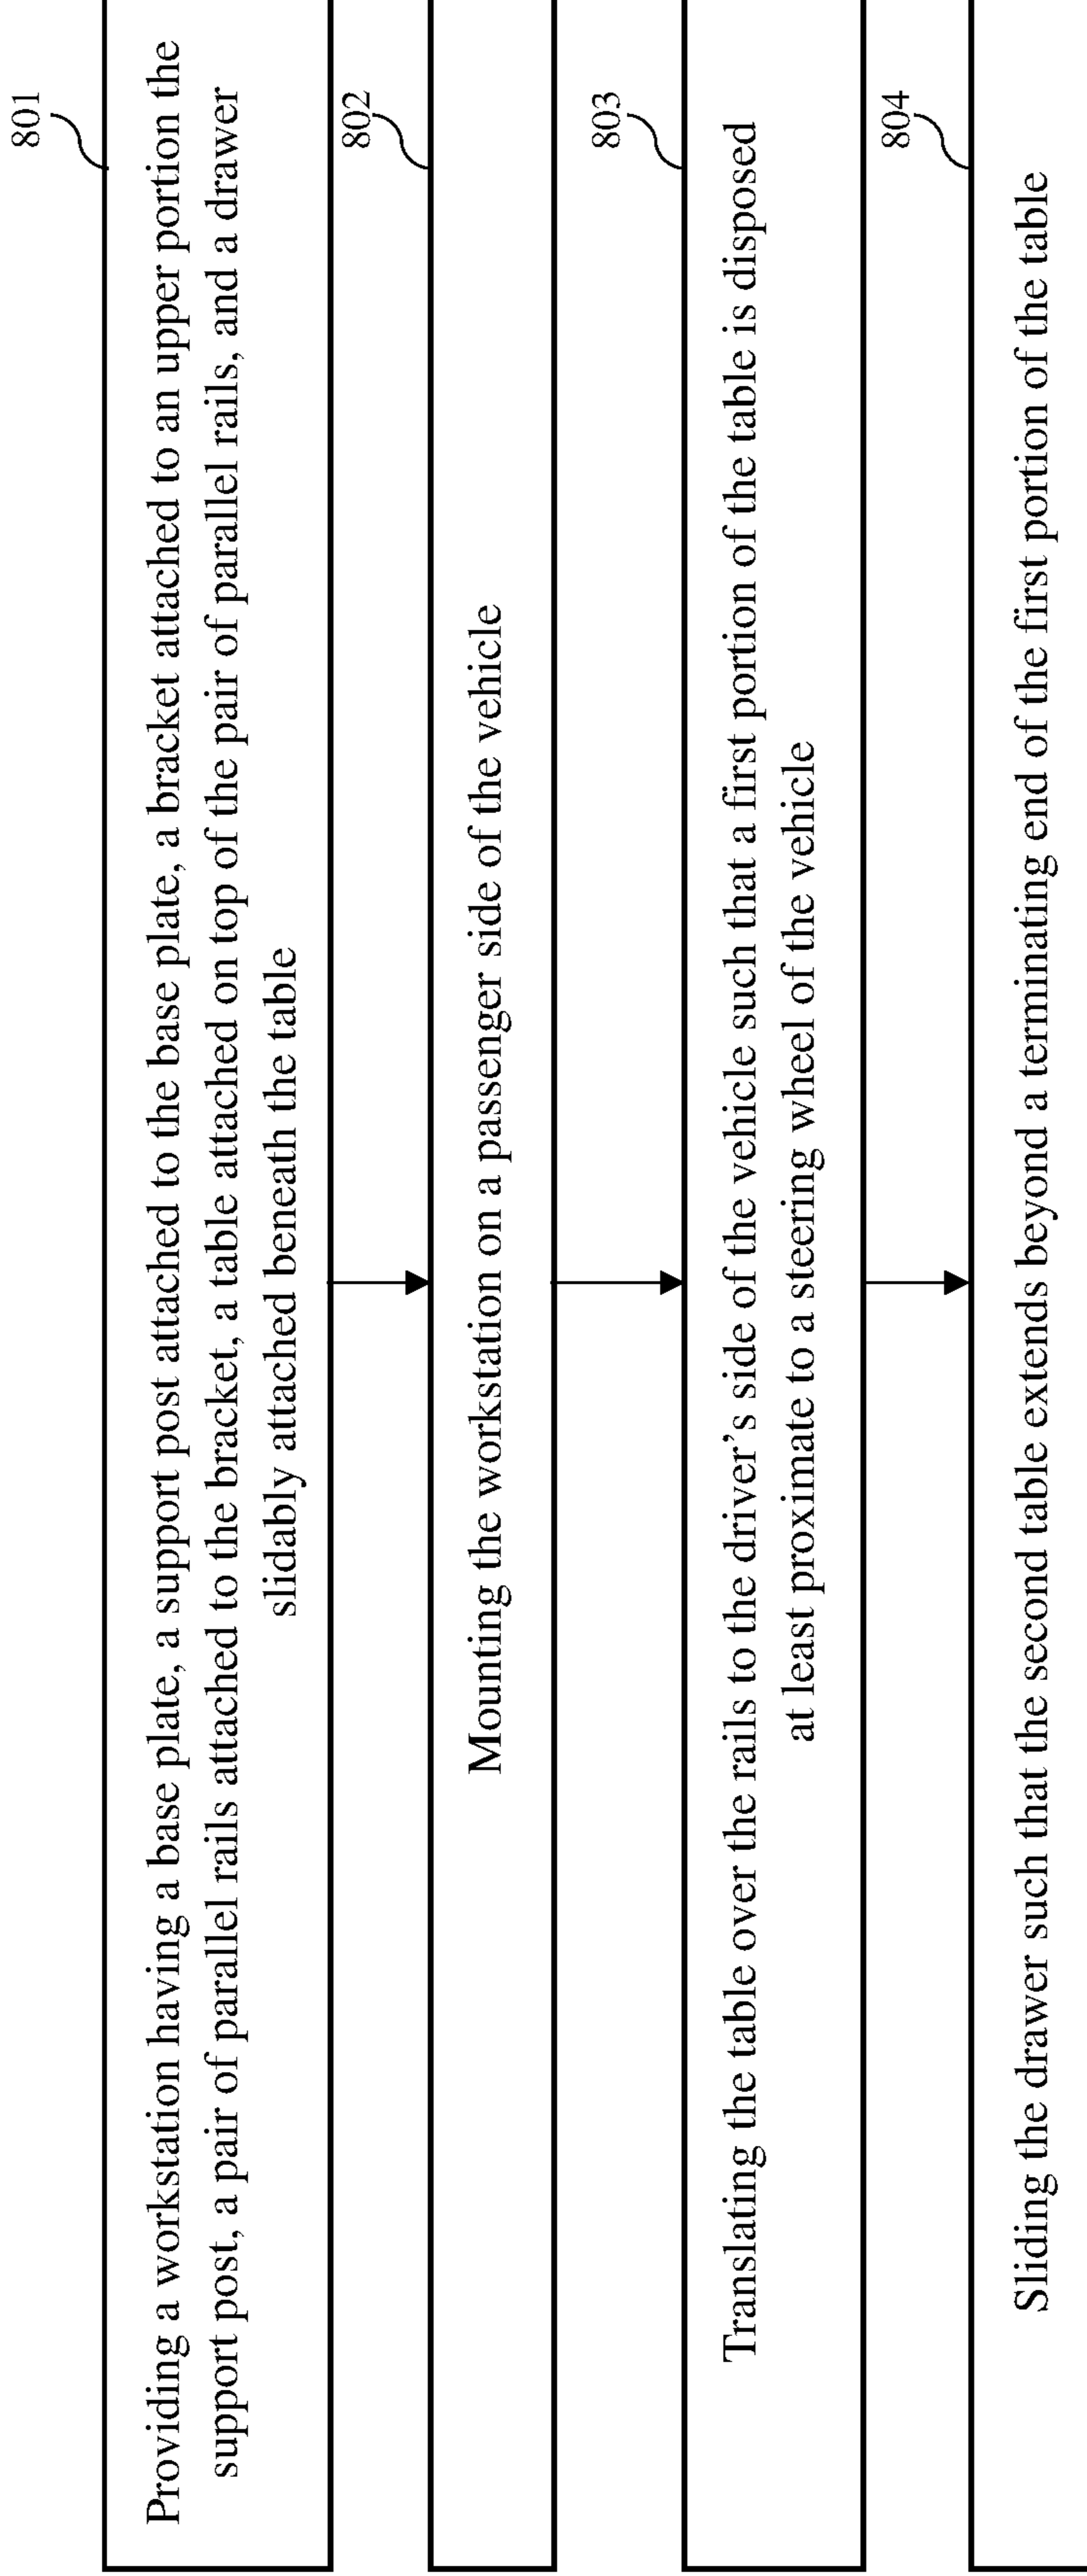 801
Providing a workstation having a base plate, a support post attached to the base plate, a bracket attached to an upper portion the
support post, a pair of parallel rails attached to the bracket, a table attached on top of the pair of parallel rails, and a drawer
slidably attached beneath the table
802
Mounting the workstation on a passenger side of the vehicle
803
Translating the table over the rails to the driver’s side of the vehicle such that a first portion of the table is disposed
at least proximate to a steering wheel of the vehicle
804
Sliding the drawer such that the second table extends beyond a terminating end of the first portion of the table